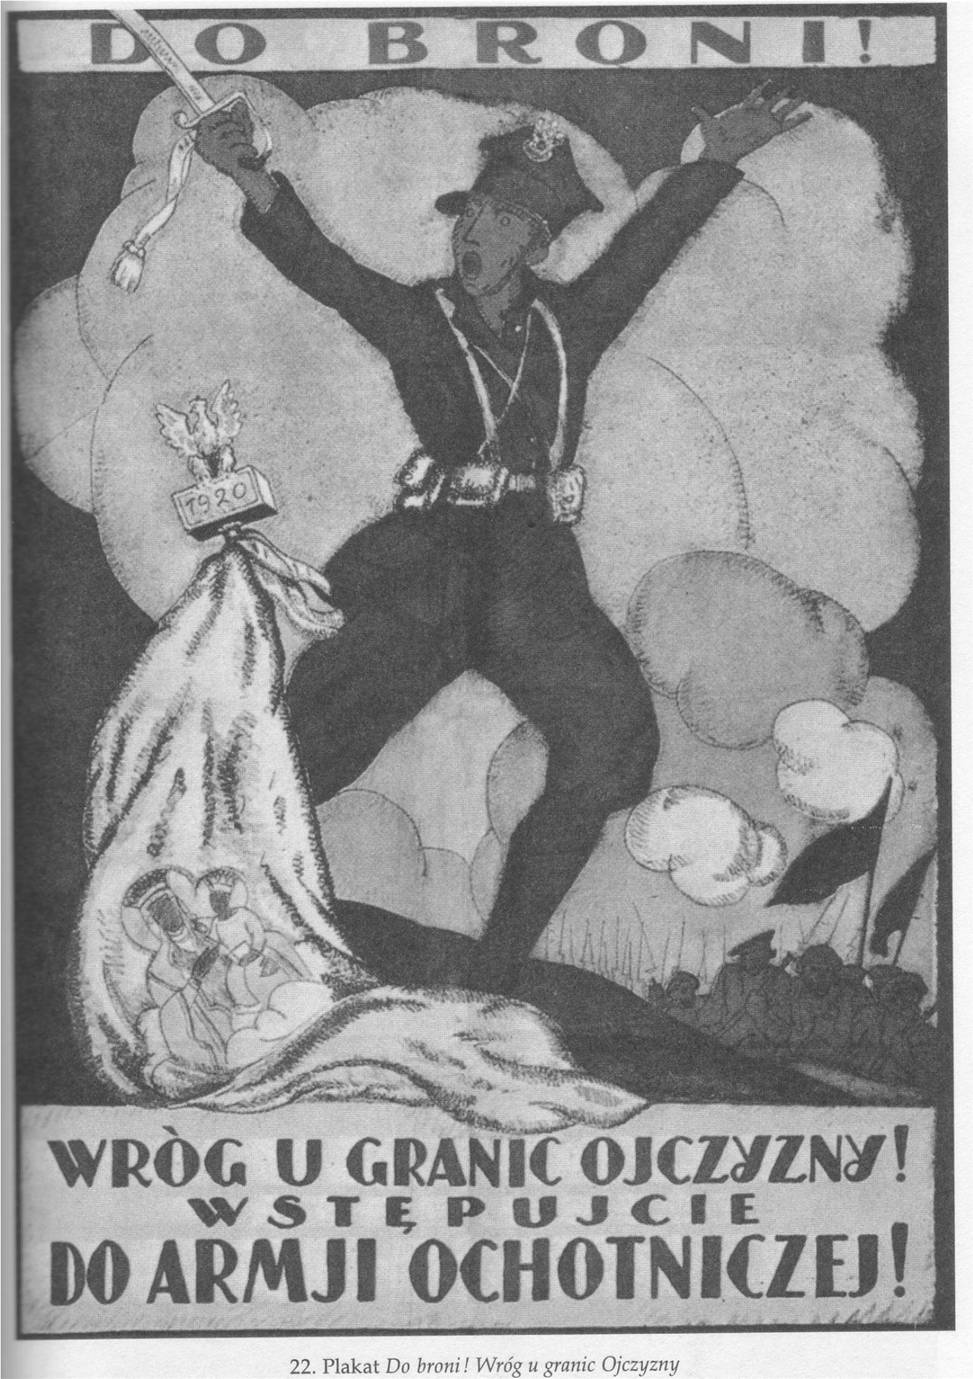 DO BRONI!
1920
WRÒG U GRANIC OJCZYZNY!
WSTĘPUJCIE
DO ARMJI OCHOTNICZEJ!
22. Plakat Do broni! Wróg u granic Ojczyzny